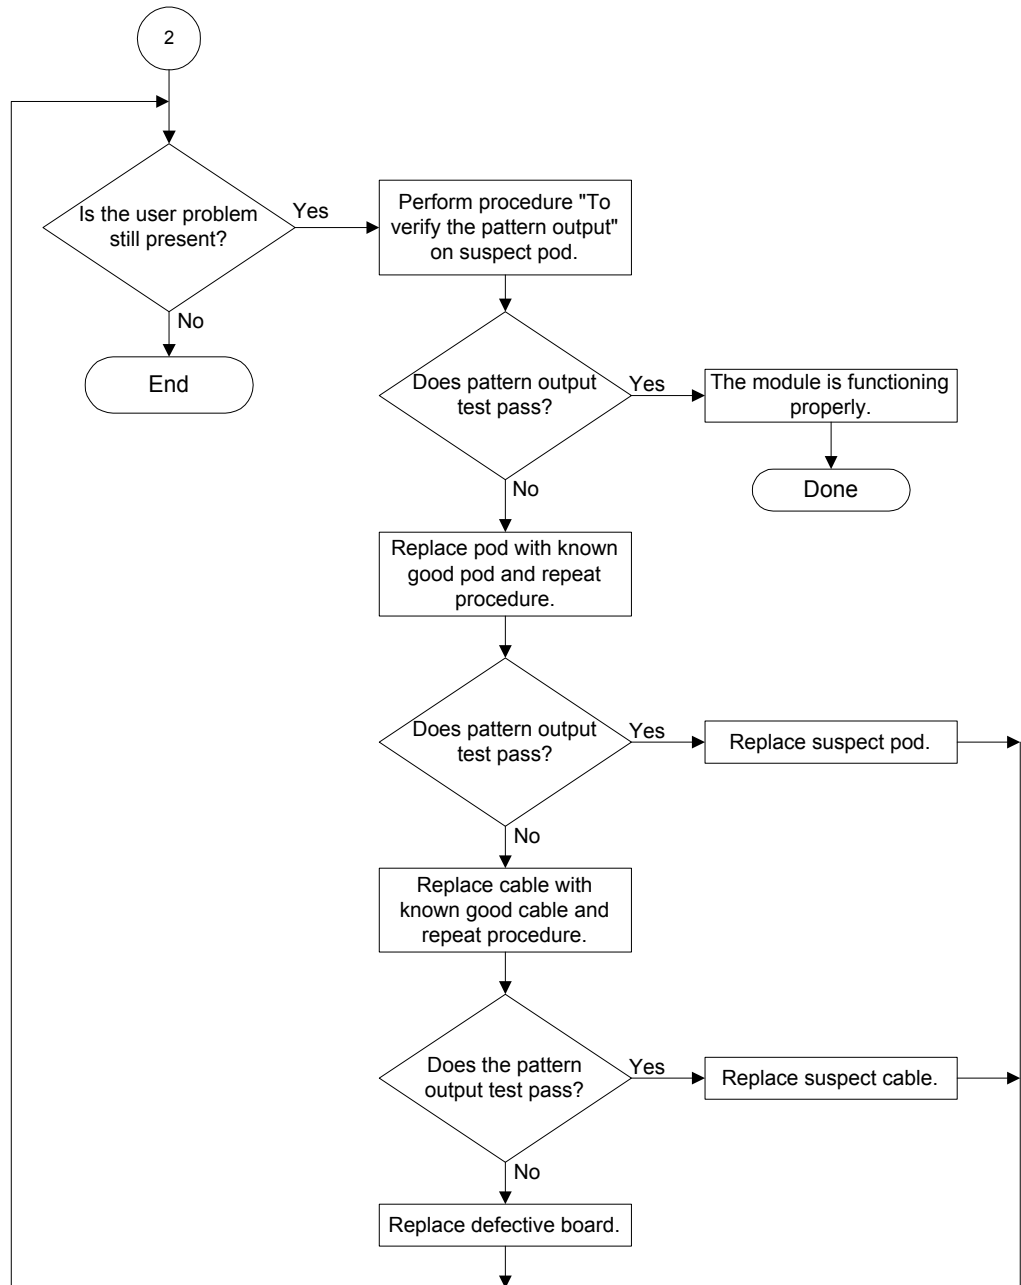 2
Is the user problem
still present?
Yes
Perform procedure "To
verify the pattern output"
on suspect pod.
No
End
Does pattern output
test pass?
Yes
The module is functioning
properly.
Done
No
Replace pod with known
good pod and repeat
procedure.
Does pattern output
test pass?
Yes
Replace suspect pod.
No
Replace cable with
known good cable and
repeat procedure.
Does the pattern
output test pass?
Yes
Replace suspect cable.
No
Replace defective board.